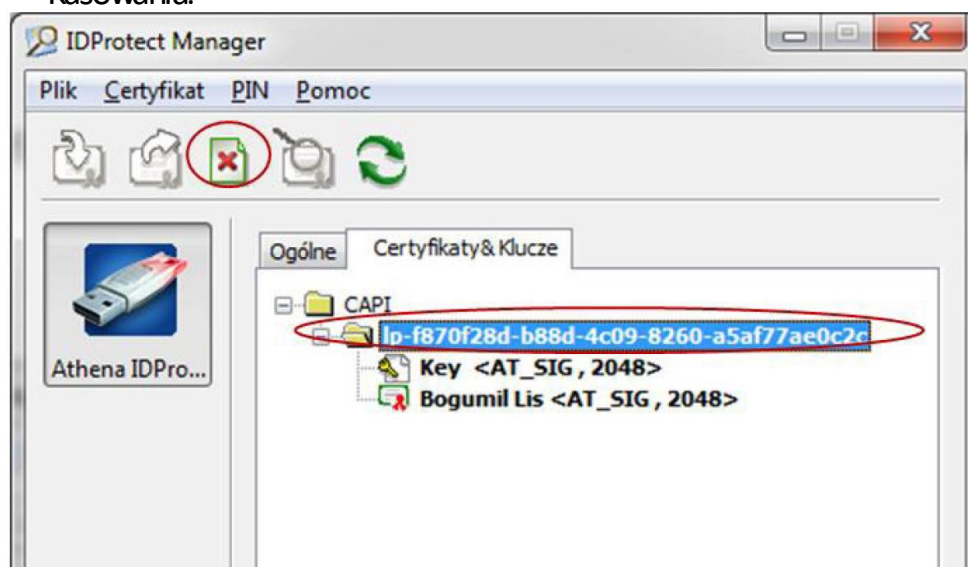 kasowania.
IDProtect Manager
Plik Certyfikat PIN Pomoc
Ogólne Certyfikaty& Klucze
CAPI
lp-f870f28d-b88d-4c09-8260-a5af77ae0c2c
Athena IDPro...
Key <AT_SIG , 2048>
Bogumil Lis <AT_SIG , 2048>